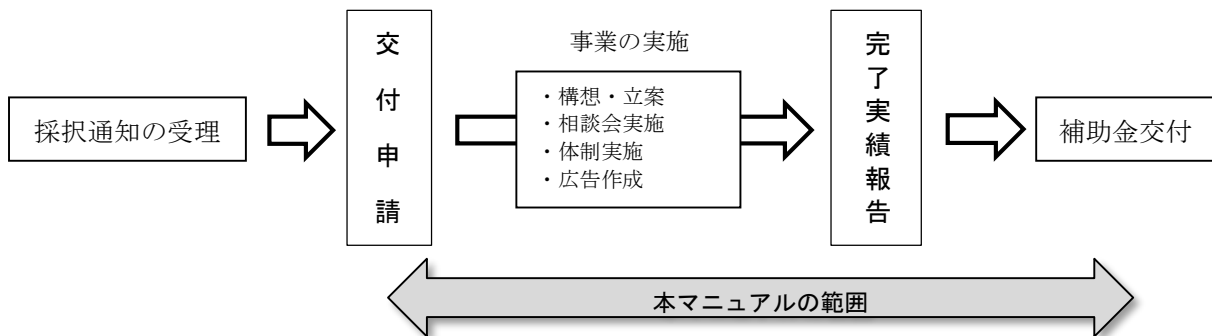 採択通知の受理
交付申請
事業の実施
・構想・立案
・相談会実施
・体制実施
・広告作成
完了実績報告
補助金交付
本マニュアルの範囲